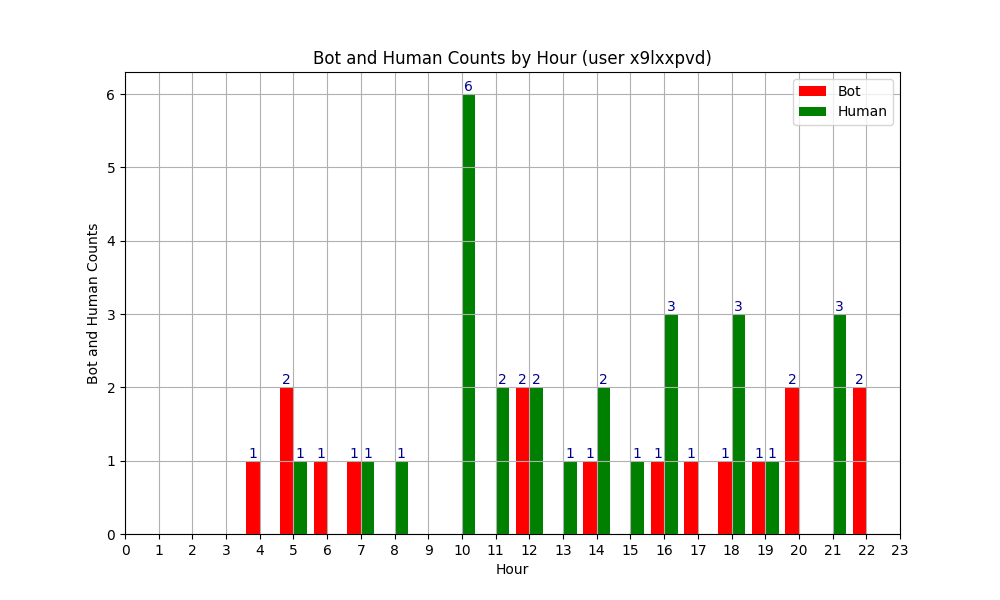 Bot and Human Counts by Hour (user x9lxxpvd)
Bot
Human
Bot and Human Counts
6
5
4
3
2
1
0
1 2 1 1 1 1 1 6 2 2 2 1 1 2 1 1 3 1 1 3 1 1 2 3 2
0 1 2 3 4 5 6 7 8 9 10 11 12 13 14 15 16 17 18 19 20 21 22 23
Hour